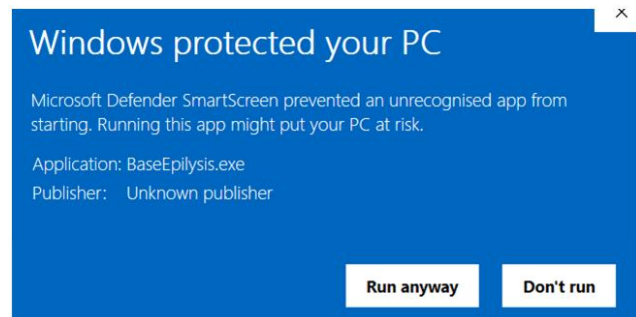 Windows protected your PC
Microsoft Defender SmartScreen prevented an unrecognised app from
starting. Running this app might put your PC at risk.
Application: BaseEpilysis.exe
Publisher: Unknown publisher
Run anyway
Don't run